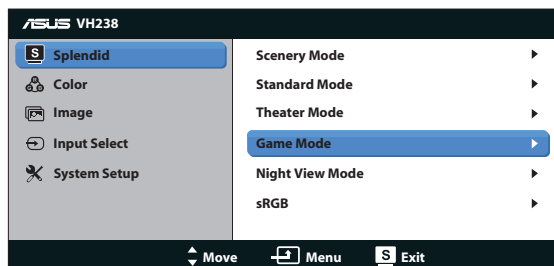 ASUS VH238
S Splendid
Color
Image
Input Select
System Setup
Scenery Mode
Standard Mode
Theater Mode
Game Mode
Night View Mode
sRGB
Move Menu S Exit